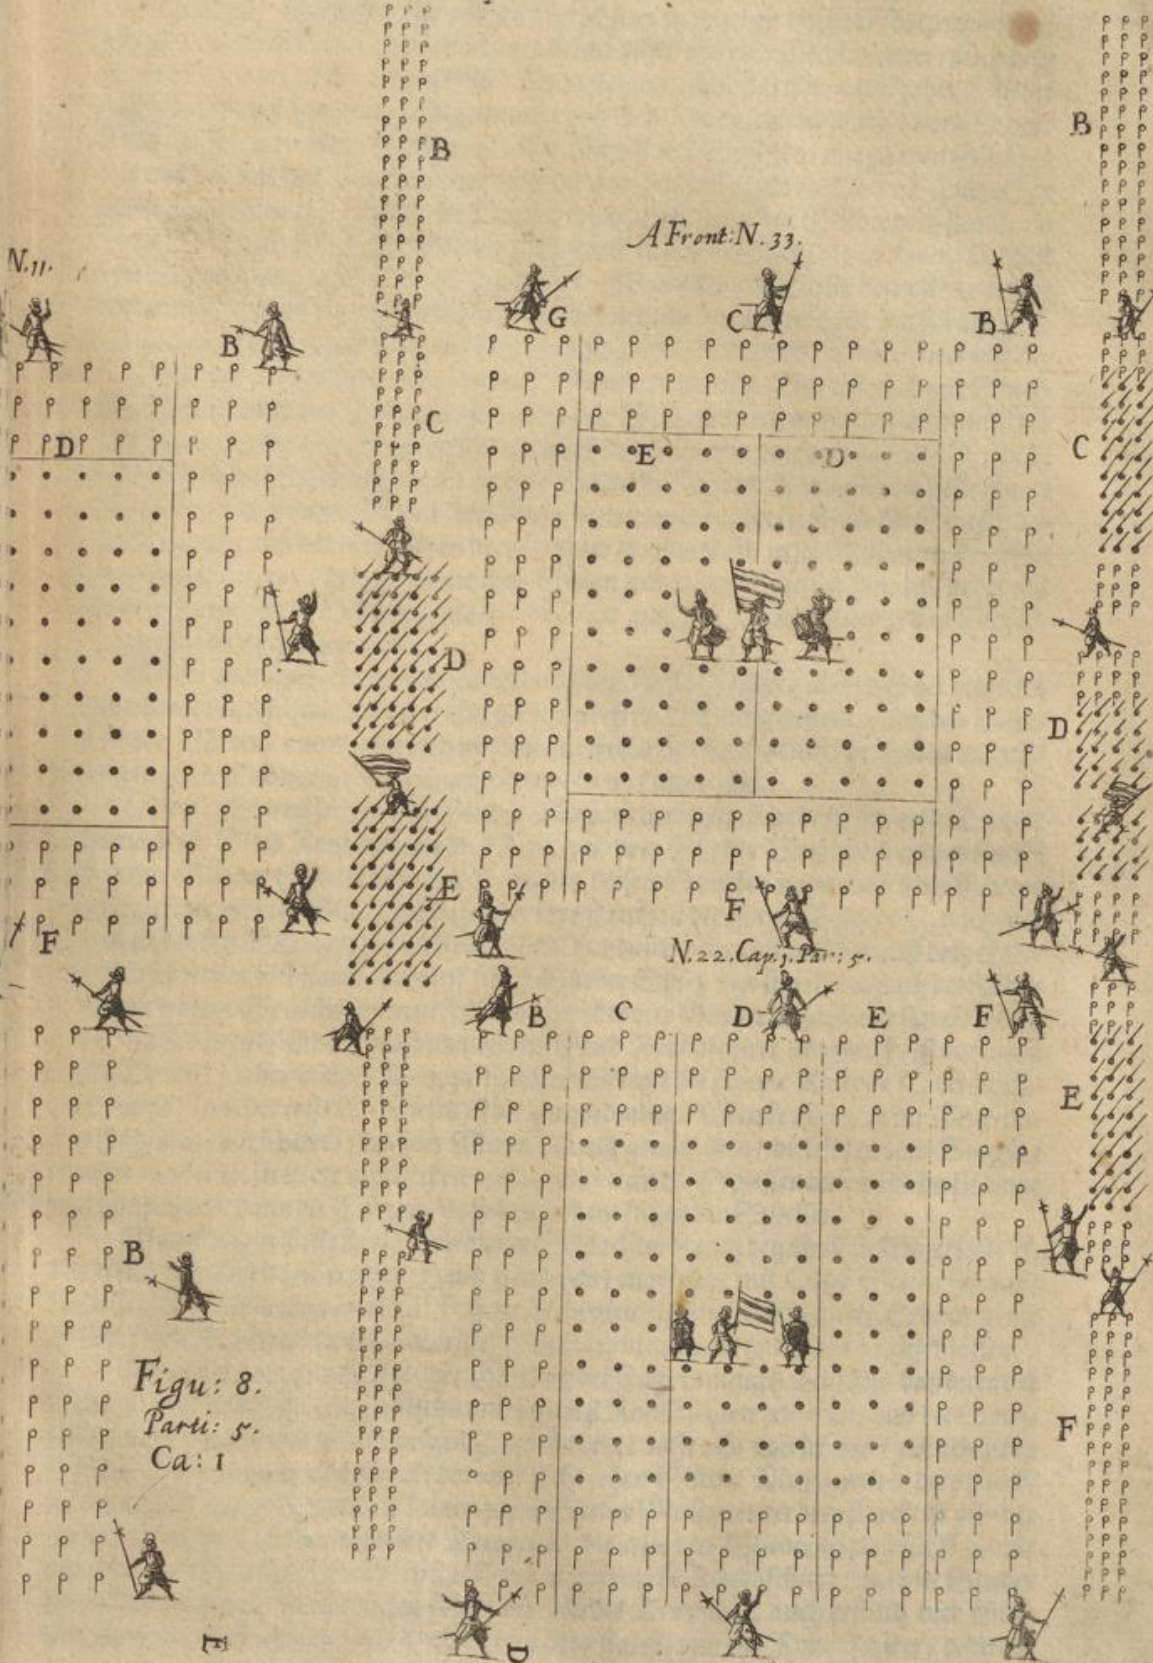 B
B
A Front: N. 33.
N. 11.
G
C
B
B
C
C
D
E
D
D
D
E
F
F
N. 22. Cap. 1. Par: 5.
B
C
D
E
F
E
B
Figu: 8.
Parti: 5.
Ca: 1
F
E
D